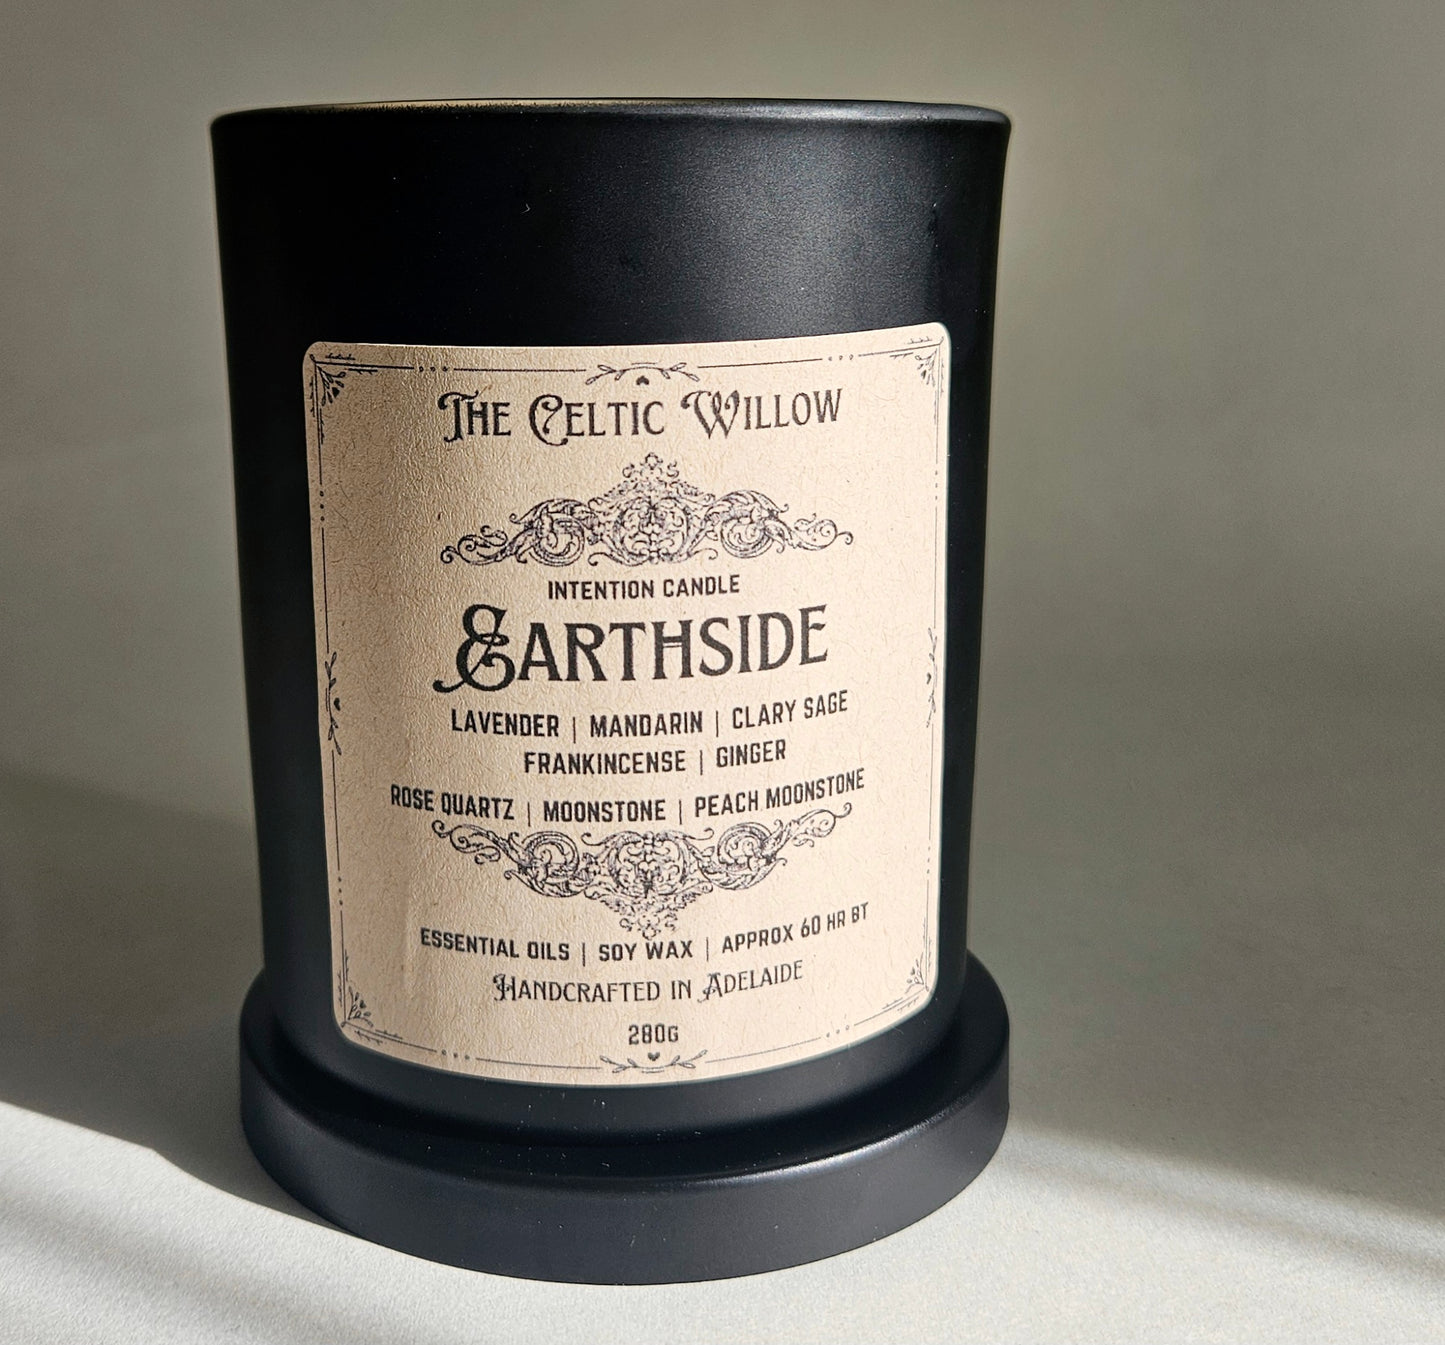 The Celtic Willow
INTENTION CANDLE
Earthside
LAVENDER | MANDARIN | CLARY SAGE
FRANKINCENSE | GINGER
ROSE QUARTZ | MOONSTONE | PEACH MOONSTONE
ESSENTIAL OILS | SOY WAX | APPROX 60 HR BT
Handcrafted in Adelaide
280G